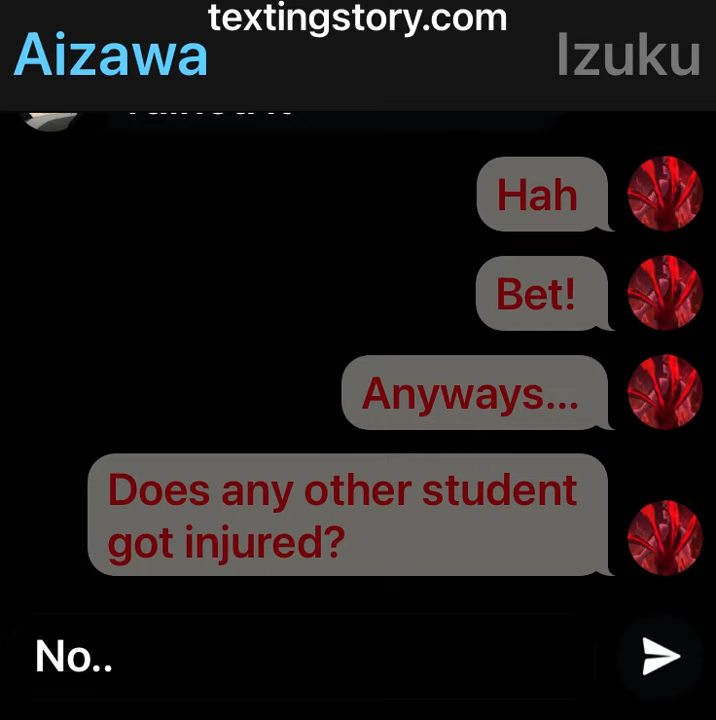 textingstory.com
Aizawa
Izuku
Hah
Bet!
Anyways...
Does any other student
got injured?
No..